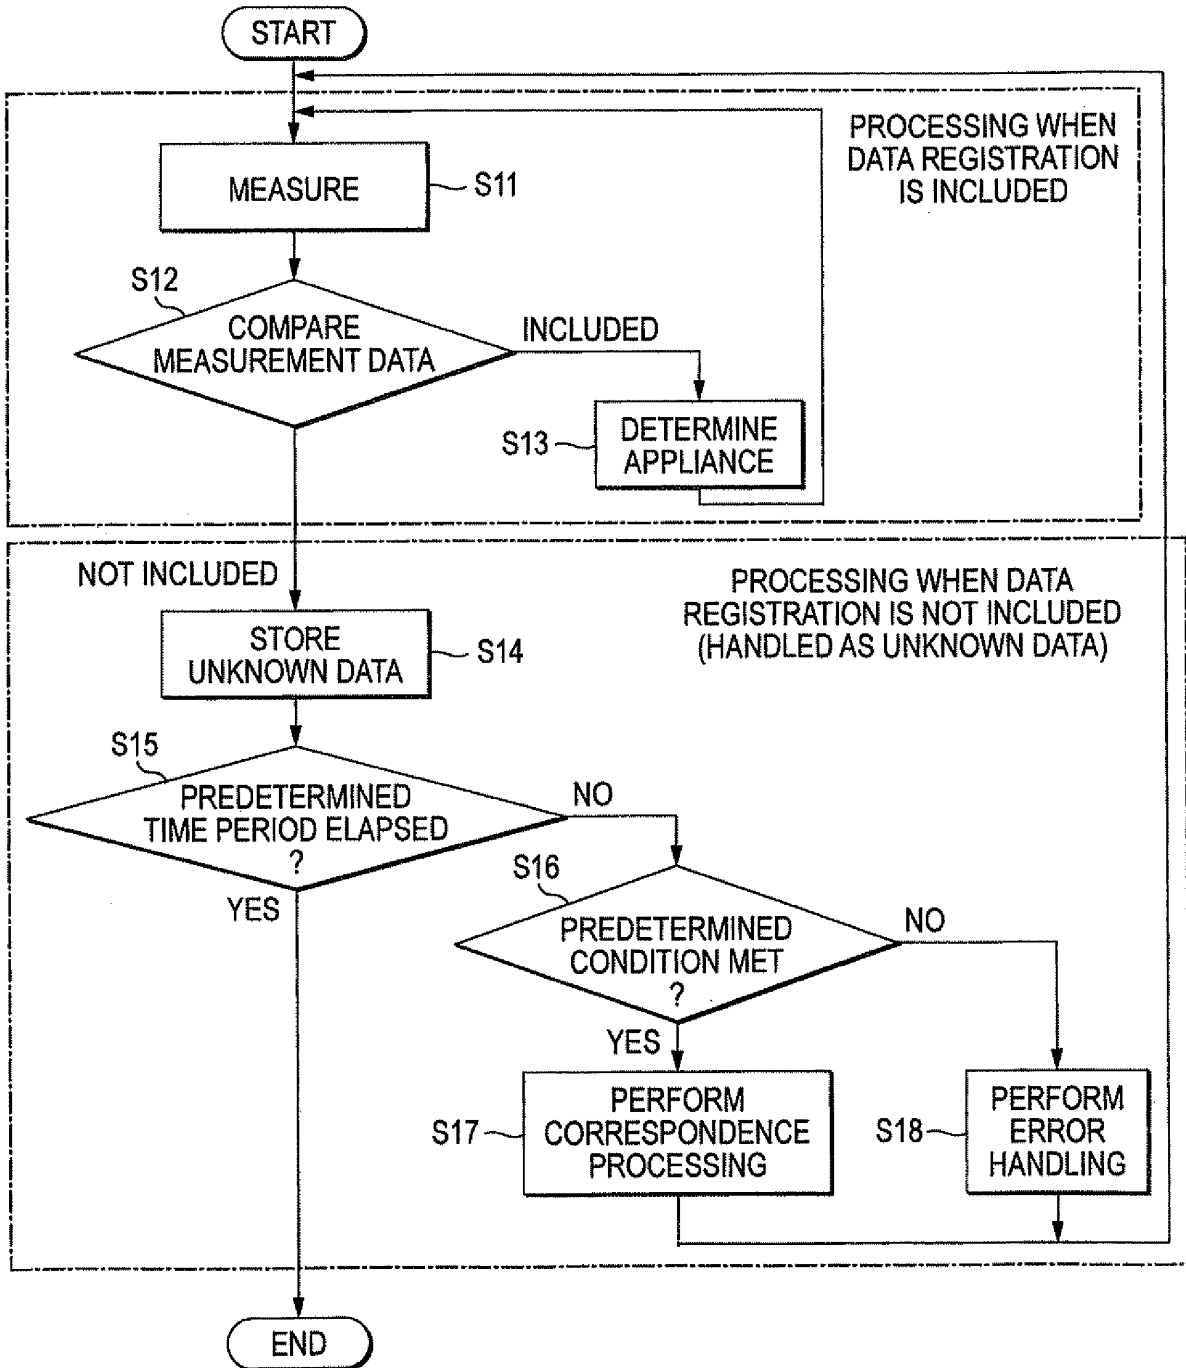 START
PROCESSING WHEN
DATA REGISTRATION
IS INCLUDED
MEASURE
S11
S12
COMPARE
MEASUREMENT DATA
INCLUDED
S13
DETERMINE
APPLIANCE
NOT INCLUDED
PROCESSING WHEN DATA
REGISTRATION IS NOT INCLUDED
(HANDLED AS UNKNOWN DATA)
STORE
UNKNOWN DATA
S14
S15
PREDETERMINED
TIME PERIOD ELAPSED
?
NO
YES
S16
PREDETERMINED
CONDITION MET
?
NO
YES
S17
PERFORM
CORRESPONDENCE
PROCESSING
S18
PERFORM
ERROR
HANDLING
END